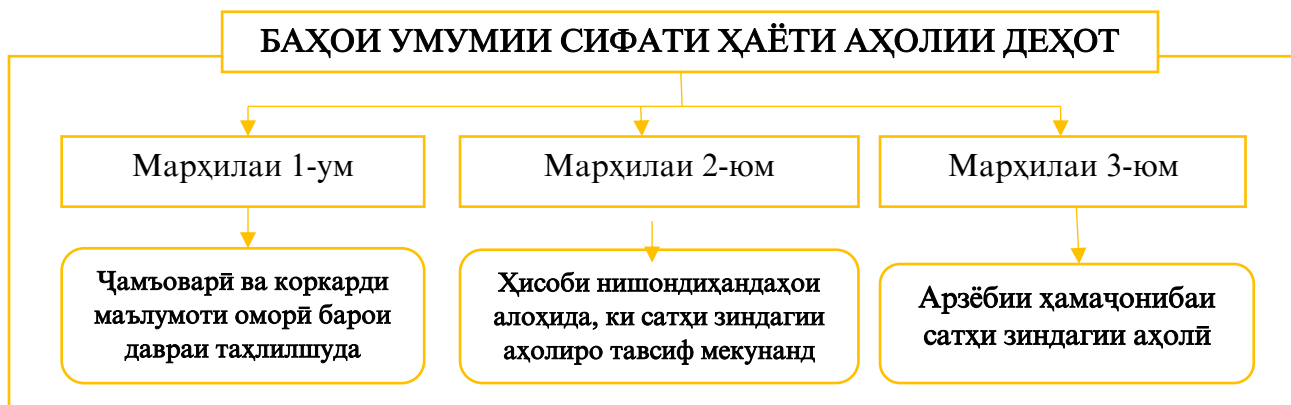 БАҲОИ УМУМИИ СИФАТИ ҲАЁТИ АҲОЛИИ ДЕҲОТ
Марҳилаи 1-ум
Марҳилаи 2-юм
Марҳилаи 3-юм
Ҷамъоварӣ ва коркарди
маълумоти оморӣ барои
давраи таҳлилшуда
Ҳисоби нишондиҳандаҳои
алоҳида, ки сатҳи зиндагии
аҳолиро тавсиф мекунанд
Арзёбии ҳамаҷонибаи
сатҳи зиндагии аҳолӣ